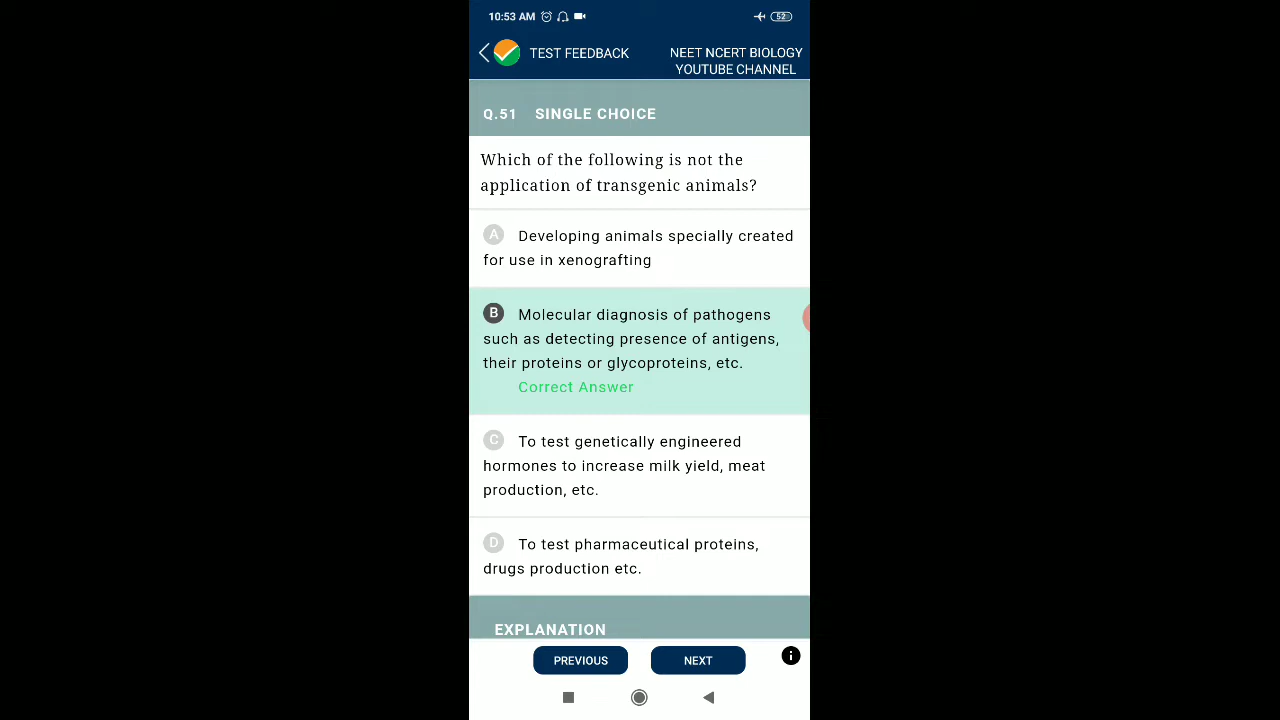 10:53 AM
52
TEST FEEDBACK
NEET NCERT BIOLOGY
YOUTUBE CHANNEL
Q.51 SINGLE CHOICE
Which of the following is not the
application of transgenic animals?
A Developing animals specially created
for use in xenografting
B Molecular diagnosis of pathogens
such as detecting presence of antigens,
their proteins or glycoproteins, etc.
Correct Answer
C To test genetically engineered
hormones to increase milk yield, meat
production, etc.
D To test pharmaceutical proteins,
drugs production etc.
EXPLANATION
PREVIOUS
NEXT